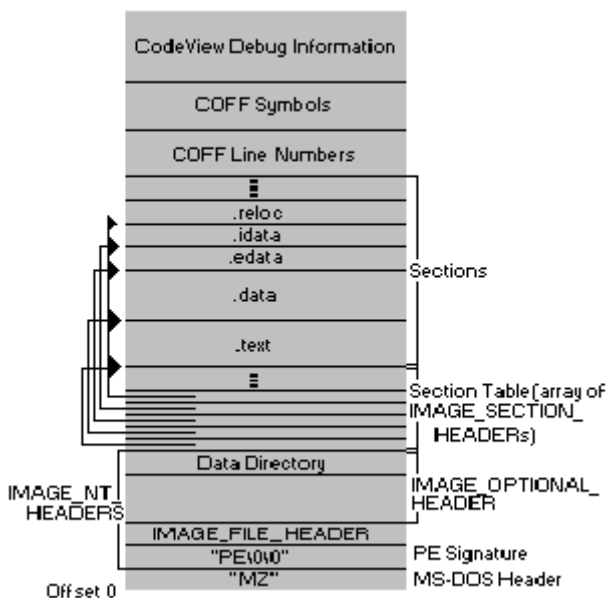 CodeView Debug Information
COFF Symbols
COFF Line Numbers
.reloc
.idata
.edata
Sections
.data
.text
Section Table (array of
IMAGE_SECTION_
HEADERs)
Data Directory
IMAGE_NT_
HEADERS
IMAGE_OPTIONAL_
HEADER
IMAGE_FILE_HEADER
"PE\0\0"
PE Signature
"MZ"
MS-DOS Header
Offset 0